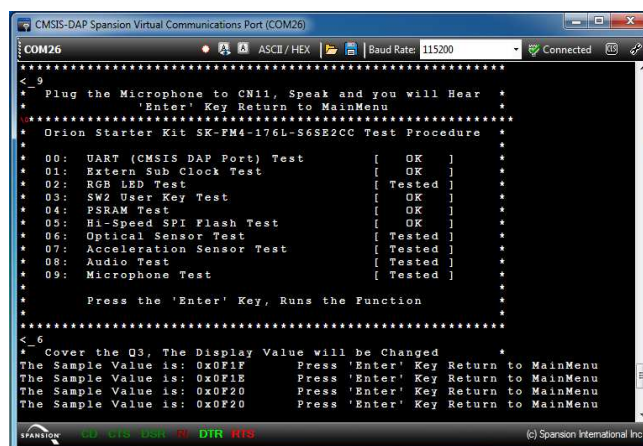 CMSIS-DAP Spansion Virtual Communications Port (COM26)
COM26 ASCII / HEX Baud Rate: 115200 Connected
************************************************************
<_9
* Plug the Microphone to CN11, Speak and you will Hear *
* 'Enter' Key Return to MainMenu *
\0************************************************************
* Orion Starter Kit SK-FM4-176L-S6SE2CC Test Procedure *
* *
* 00: UART (CMSIS DAP Port) Test [ OK ] *
* 01: Extern Sub Clock Test [ OK ] *
* 02: RGB LED Test [ Tested ] *
* 03: SW2 User Key Test [ OK ] *
* 04: PSRAM Test [ OK ] *
* 05: Hi-Speed SPI Flash Test [ OK ] *
* 06: Optical Sensor Test [ Tested ] *
* 07: Acceleration Sensor Test [ Tested ] *
* 08: Audio Test [ Tested ] *
* 09: Microphone Test [ Tested ] *
* *
* Press the 'Enter' Key, Runs the Function *
* *
************************************************************
<_6
* Cover the Q3, The Display Value will be Changed *
The Sample Value is: 0x0F1F Press 'Enter' Key Return to MainMenu
The Sample Value is: 0x0F1E Press 'Enter' Key Return to MainMenu
The Sample Value is: 0x0F20 Press 'Enter' Key Return to MainMenu
The Sample Value is: 0x0F20 Press 'Enter' Key Return to MainMenu
SPANSION CD CTS DSR RI DTR RTS (c) Spansion International Inc